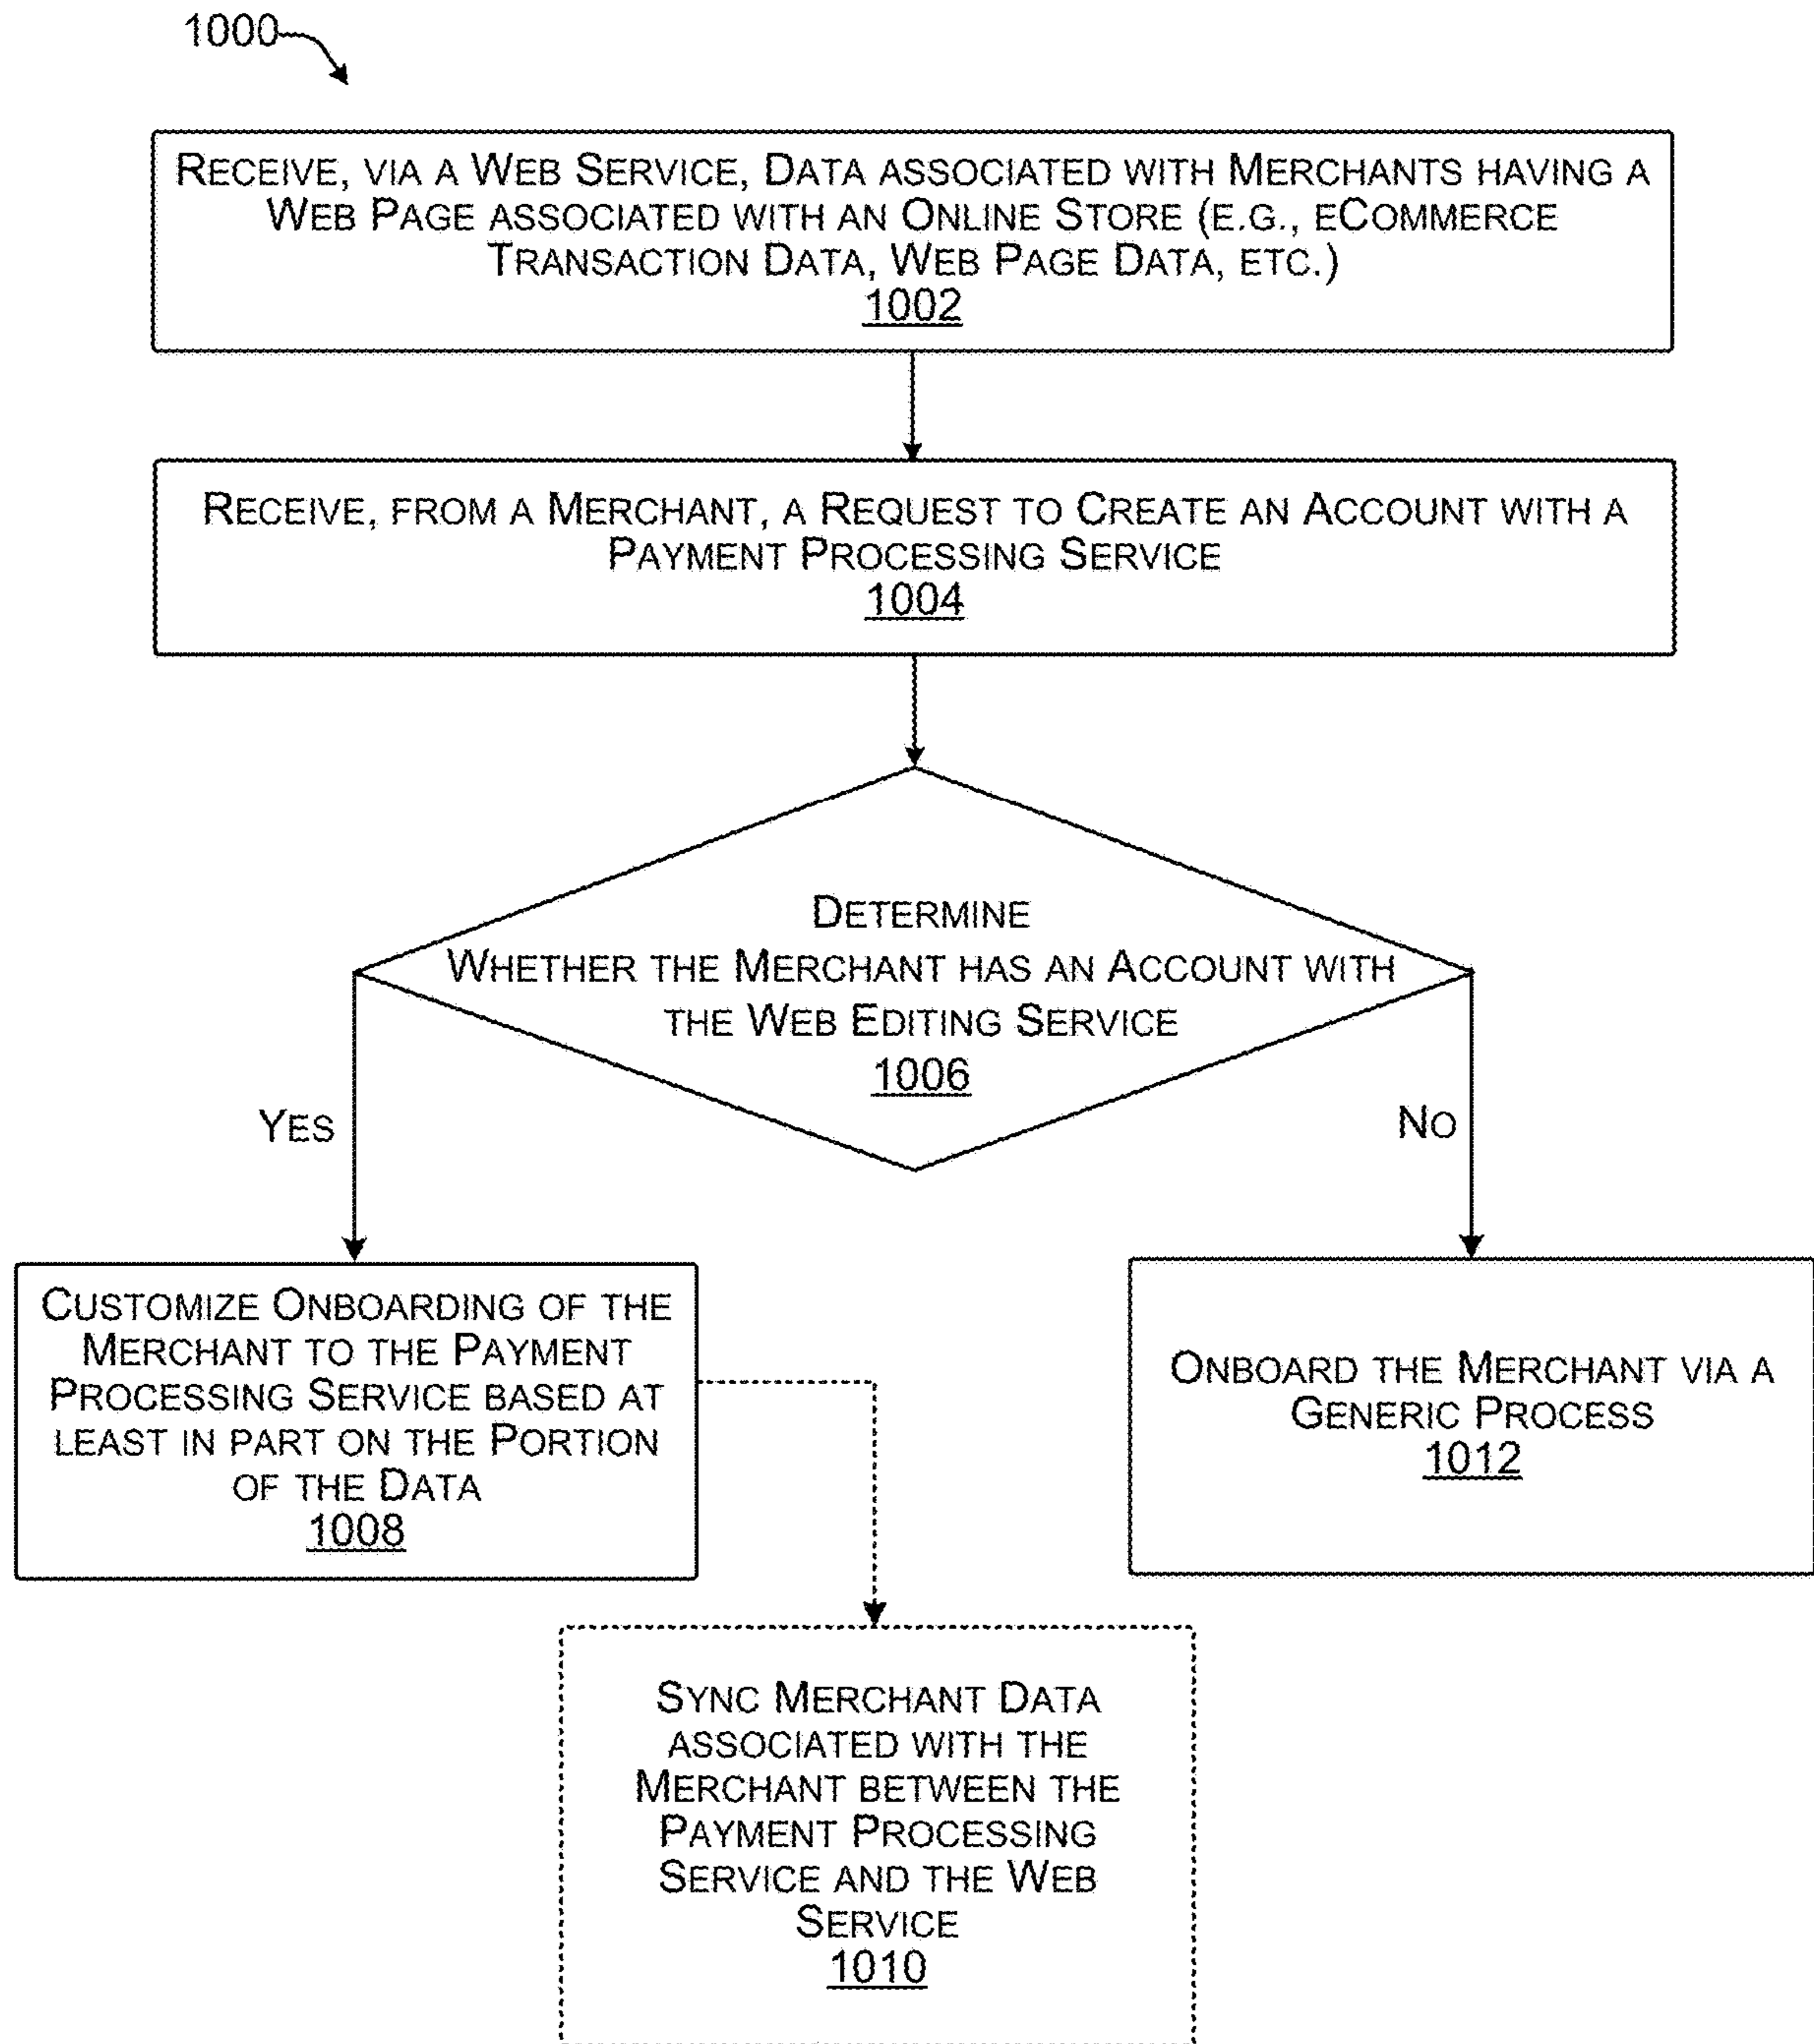 1000
RECEIVE, VIA A WEB SERVICE, DATA ASSOCIATED WITH MERCHANTS HAVING A
WEB PAGE ASSOCIATED WITH AN ONLINE STORE (E.G., ECOMMERCE
TRANSACTION DATA, WEB PAGE DATA, ETC.)
1002
RECEIVE, FROM A MERCHANT, A REQUEST TO CREATE AN ACCOUNT WITH A
PAYMENT PROCESSING SERVICE
1004
DETERMINE
WHETHER THE MERCHANT HAS AN ACCOUNT WITH
THE WEB EDITING SERVICE
1006
YES
NO
CUSTOMIZE ONBOARDING OF THE
MERCHANT TO THE PAYMENT
PROCESSING SERVICE BASED AT
LEAST IN PART ON THE PORTION
OF THE DATA
1008
ONBOARD THE MERCHANT VIA A
GENERIC PROCESS
1012
SYNC MERCHANT DATA
ASSOCIATED WITH THE
MERCHANT BETWEEN THE
PAYMENT PROCESSING
SERVICE AND THE WEB
SERVICE
1010